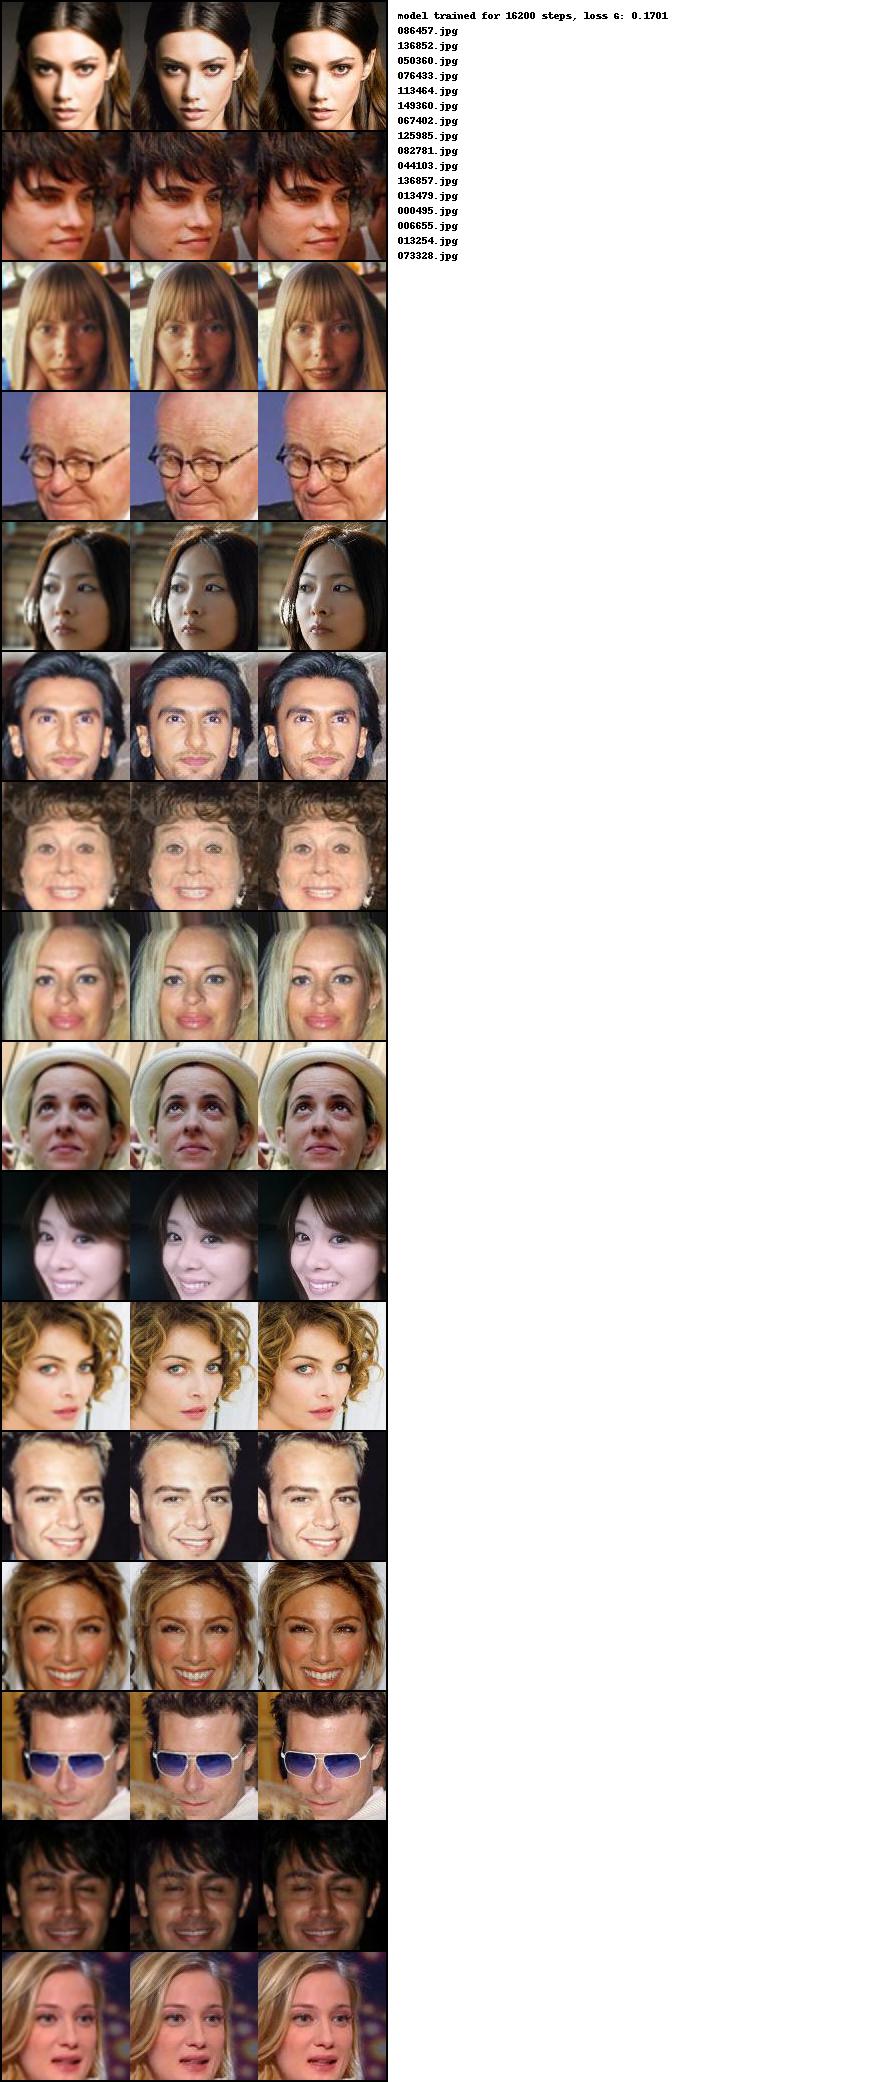 model trained for 16200 steps, loss G: 0.1701
086457.jpg
136852.jpg
050360.jpg
076433.jpg
113464.jpg
149360.jpg
067402.jpg
125985.jpg
082781.jpg
044103.jpg
136857.jpg
013479.jpg
000495.jpg
006655.jpg
013254.jpg
073328.jpg